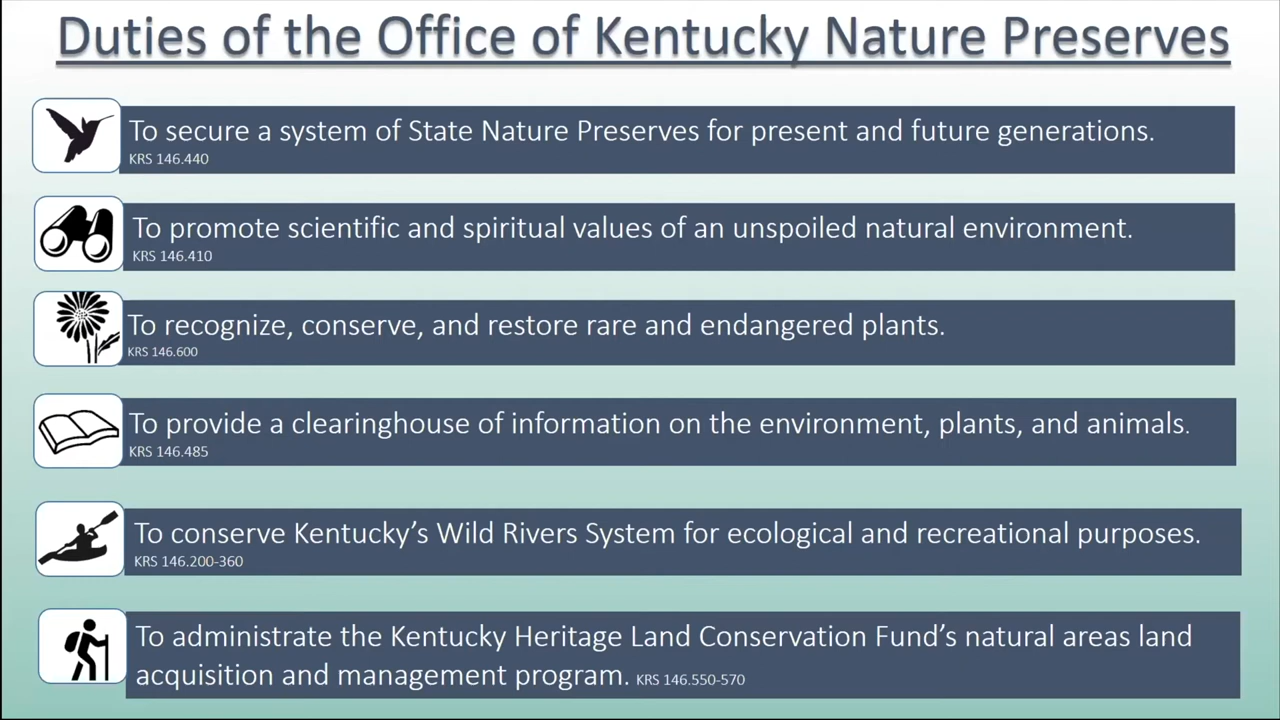 Duties of the Office of Kentucky Nature Preserves
To secure a system of State Nature Preserves for present and future generations.
KRS 146.440
To promote scientific and spiritual values of an unspoiled natural environment.
KRS 146.410
To recognize, conserve, and restore rare and endangered plants.
KRS 146.600
To provide a clearinghouse of information on the environment, plants, and animals.
KRS 146.485
To conserve Kentucky’s Wild Rivers System for ecological and recreational purposes.
KRS 146.200-360
To administrate the Kentucky Heritage Land Conservation Fund’s natural areas land
acquisition and management program. KRS 146.550-570